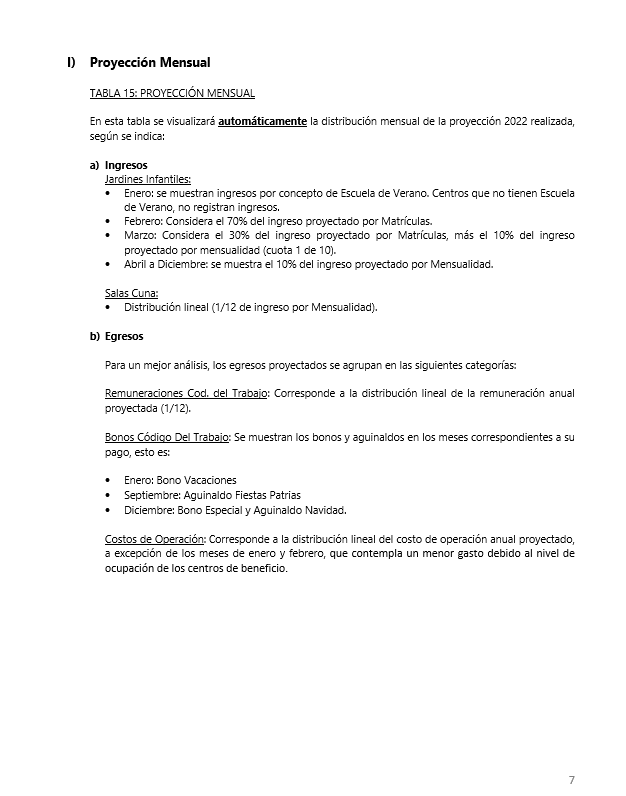 I) Proyección Mensual
TABLA 15: PROYECCIÓN MENSUAL
En esta tabla se visualizará automáticamente la distribución mensual de la proyección 2022 realizada,
según se indica:
a) Ingresos
Jardines Infantiles:
• Enero: se muestran ingresos por concepto de Escuela de Verano. Centros que no tienen Escuela
de Verano, no registran ingresos.
• Febrero: Considera el 70% del ingreso proyectado por Matrículas.
• Marzo: Considera el 30% del ingreso proyectado por Matrículas, más el 10% del ingreso
proyectado por mensualidad (cuota 1 de 10).
• Abril a Diciembre: se muestra el 10% del ingreso proyectado por Mensualidad.
Salas Cuna:
• Distribución lineal (1/12 de ingreso por Mensualidad).
b) Egresos
Para un mejor análisis, los egresos proyectados se agrupan en las siguientes categorías:
Remuneraciones Cod. del Trabajo: Corresponde a la distribución lineal de la remuneración anual
proyectada (1/12).
Bonos Código Del Trabajo: Se muestran los bonos y aguinaldos en los meses correspondientes a su
pago, esto es:
• Enero: Bono Vacaciones
• Septiembre: Aguinaldo Fiestas Patrias
• Diciembre: Bono Especial y Aguinaldo Navidad.
Costos de Operación: Corresponde a la distribución lineal del costo de operación anual proyectado,
a excepción de los meses de enero y febrero, que contempla un menor gasto debido al nivel de
ocupación de los centros de beneficio.
7